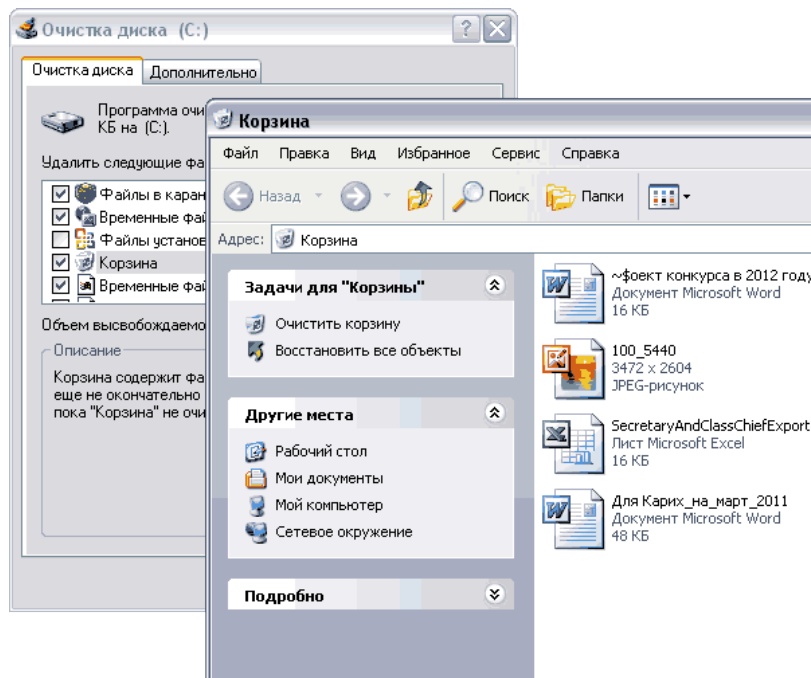 Очистка диска (C:)
Очистка диска
Дополнительно
Программа очи
КБ на (C:).
Удалить следующие фа
Файлы в каран
Временные фай
Файлы установ
Корзина
Временные фай
Объем высвобождаемо
Описание
Корзина содержит фа
еще не окончательно
пока "Корзина" не очи
Корзина
Файл Правка Вид Избранное Сервис Справка
Назад Поиск Папки
Адрес: Корзина
Задачи для "Корзины"
Очистить корзину
Восстановить все объекты
Другие места
Рабочий стол
Мои документы
Мой компьютер
Сетевое окружение
Подробно
~$оект конкурса в 2012 году
Документ Microsoft Word
16 КБ
100_5440
3472 x 2604
JPEG-рисунок
SecretaryAndClassChiefExport
Лист Microsoft Excel
16 КБ
Для Карих_на_март_2011
Документ Microsoft Word
48 КБ